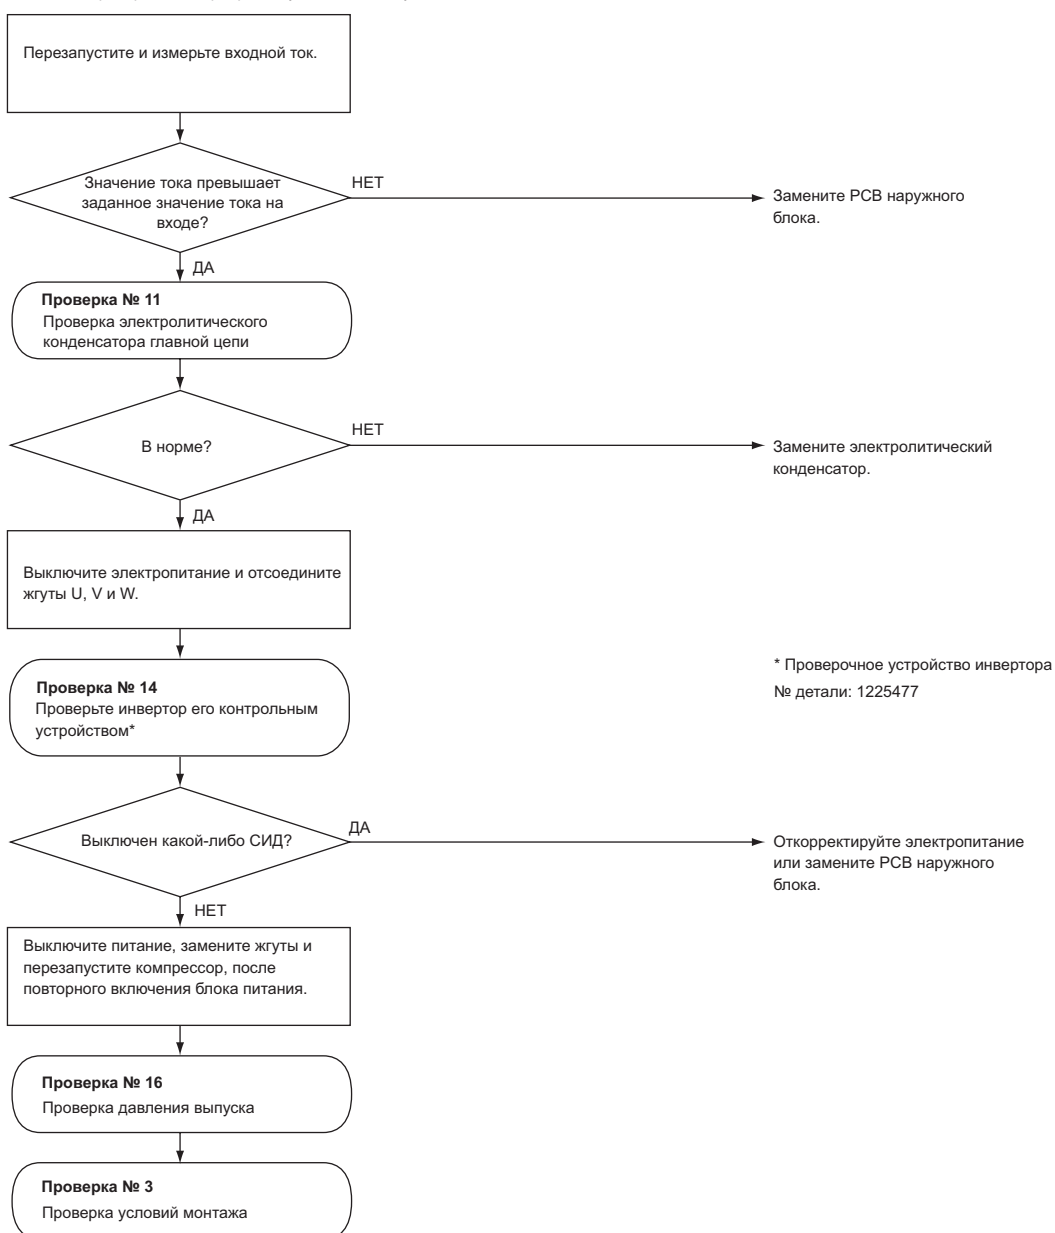 Перезапустите и измерьте входной ток.
Значение тока превышает
заданное значение тока на
входе?
НЕТ
Замените PCB наружного
блока.
ДА
Проверка № 11
Проверка электролитического
конденсатора главной цепи
В норме?
НЕТ
Замените электролитический
конденсатор.
ДА
Выключите электропитание и отсоедините
жгуты U, V и W.
Проверка № 14
Проверьте инвертор его контрольным
устройством*
* Проверочное устройство инвертора
№ детали: 1225477
Выключен какой-либо СИД?
ДА
Откорректируйте электропитание
или замените PCB наружного
блока.
НЕТ
Выключите питание, замените жгуты и
перезапустите компрессор, после
повторного включения блока питания.
Проверка № 16
Проверка давления выпуска
Проверка № 3
Проверка условий монтажа